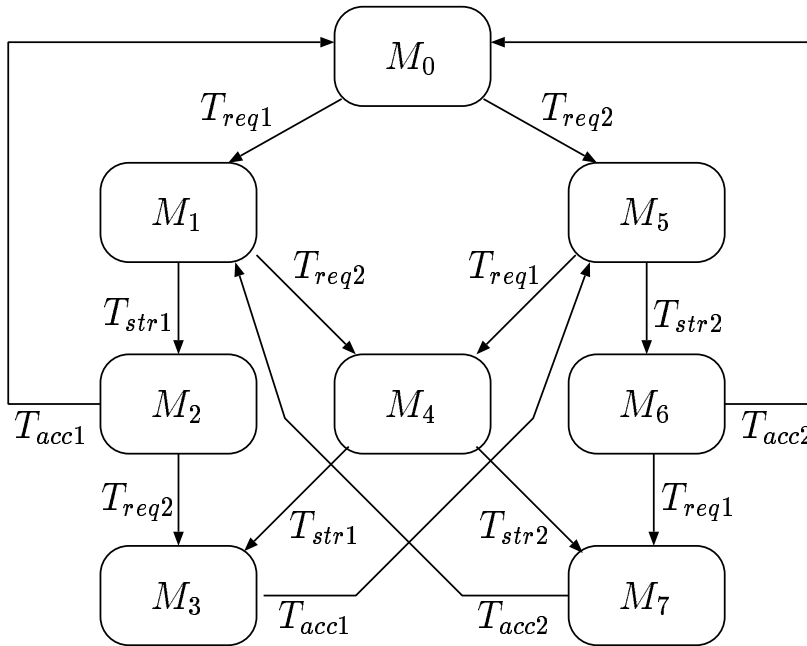 M0
Treq1
Treq2
M1
M5
Treq2
Treq1
Tstr1
Tstr2
M2
M4
M6
Tacc1
Tacc2
Treq2
Treq1
Tstr1
Tstr2
M3
M7
Tacc1
Tacc2